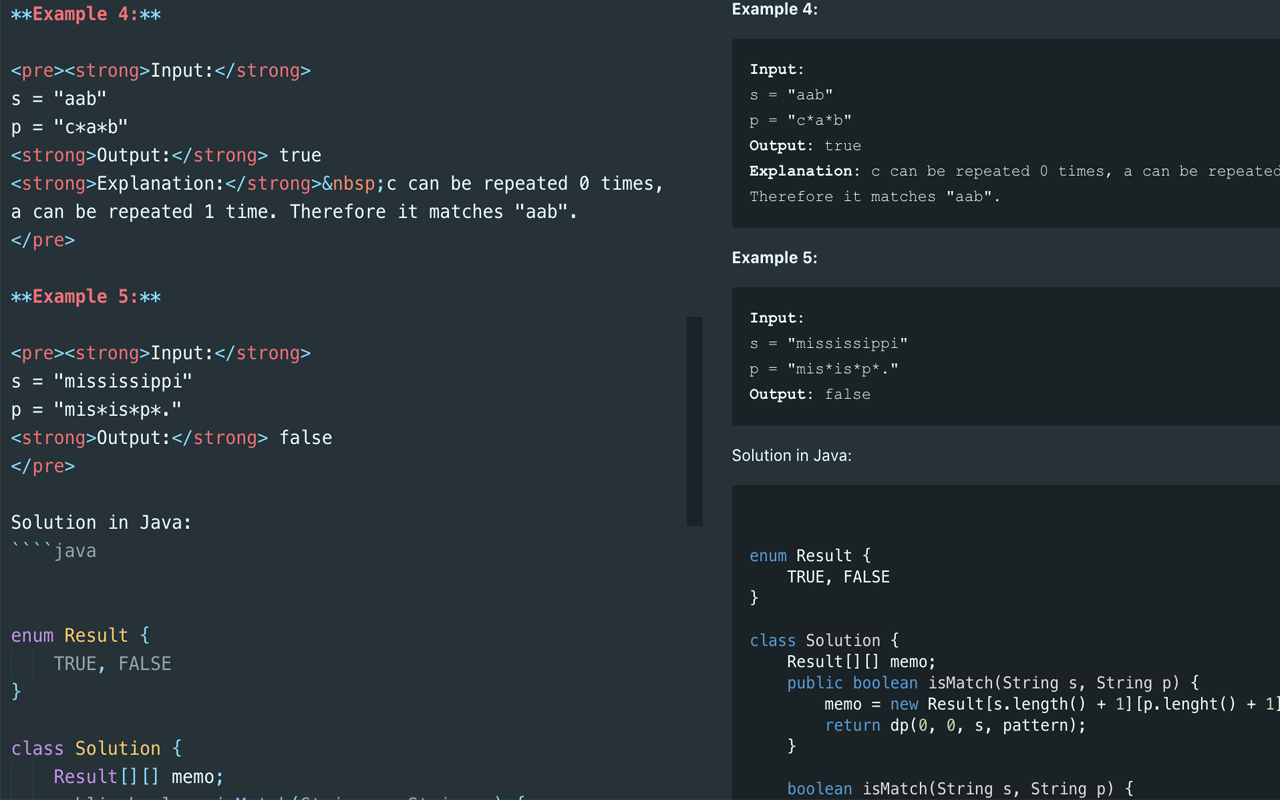 **Example 4:**
<pre><strong>Input:</strong>
s = "aab"
p = "c*a*b"
<strong>Output:</strong> true
<strong>Explanation:</strong>&nbsp;c can be repeated 0 times,
a can be repeated 1 time. Therefore it matches "aab".
</pre>
**Example 5:**
<pre><strong>Input:</strong>
s = "mississippi"
p = "mis*is*p*."
<strong>Output:</strong> false
</pre>
Solution in Java:
````java
enum Result {
TRUE, FALSE
}
class Solution {
Result[][] memo;
Example 4:
Input:
s = "aab"
p = "c*a*b"
Output: true
Explanation: c can be repeated 0 times, a can be repeated
Therefore it matches "aab".
Example 5:
Input:
s = "mississippi"
p = "mis*is*p*."
Output: false
Solution in Java:
enum Result {
TRUE, FALSE
}
class Solution {
Result[][] memo;
public boolean isMatch(String s, String p) {
memo = new Result[s.length() + 1][p.lenght() + 1]
return dp(0, 0, s, pattern);
}
boolean isMatch(String s, String p) {